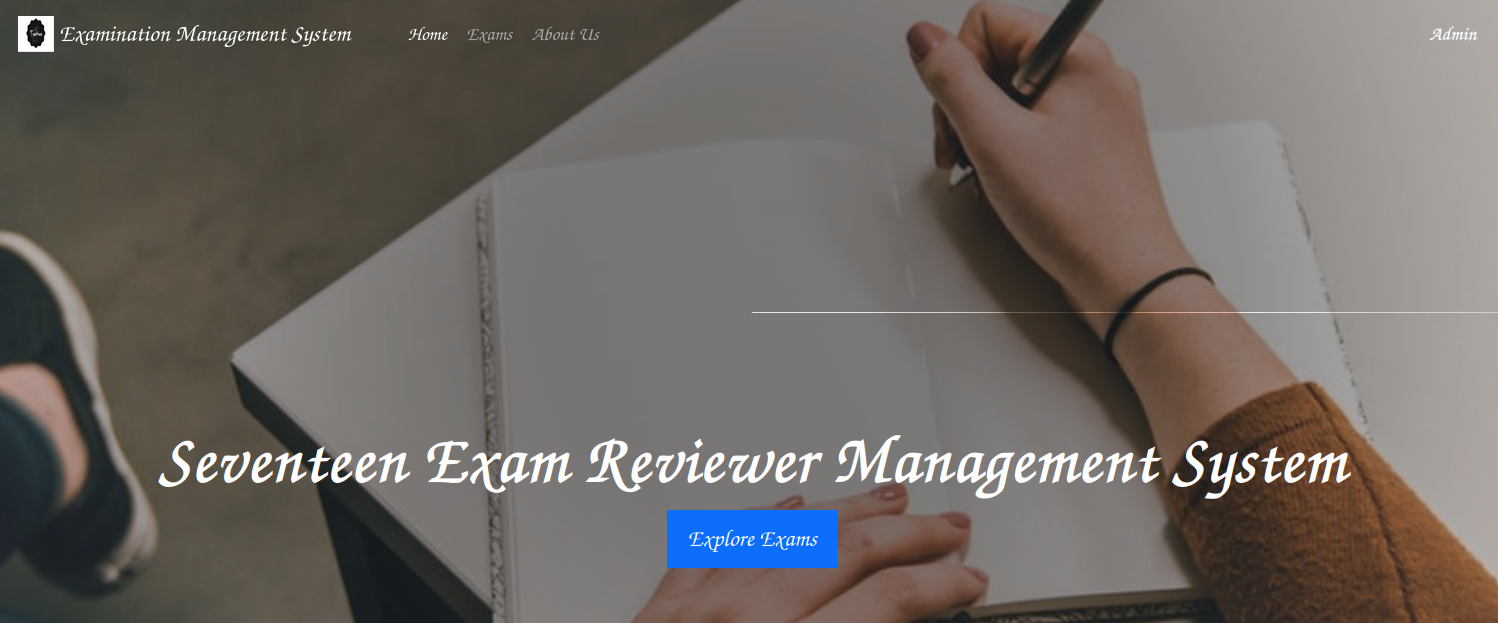 Examination Management System
Home
Exams
About Us
Admin
Seventeen Exam Reviewer Management System
Explore Exams